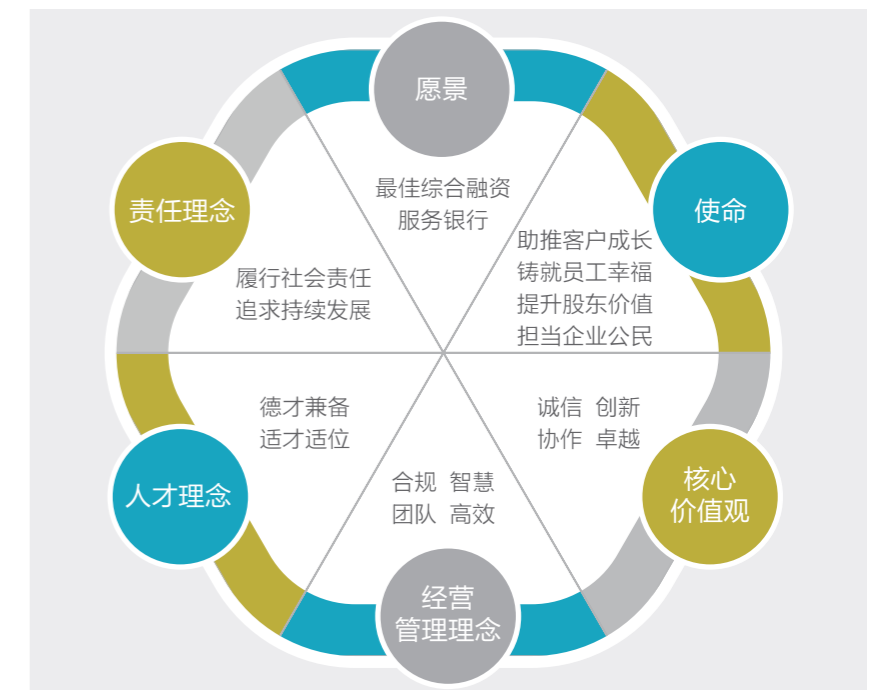 愿景
最佳综合融资
服务银行
使命
助推客户成长
铸就员工幸福
提升股东价值
担当企业公民
核心
价值观
诚信 创新
协作 卓越
经营
管理理念
合规 智慧
团队 高效
人才理念
德才兼备
适才适位
责任理念
履行社会责任
追求持续发展